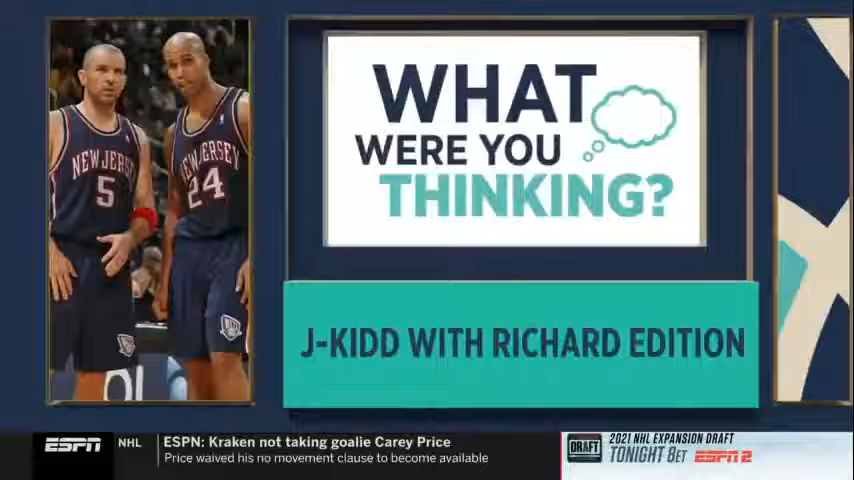 NEW JERSEY
5
NEW JERSEY
24
WHAT
WERE YOU
THINKING?
J-KIDD WITH RICHARD EDITION
ESPN
NHL
ESPN: Kraken not taking goalie Carey Price
Price waived his no movement clause to become available
DRAFT
2021 NHL EXPANSION DRAFT
TONIGHT 8ET ESPN2